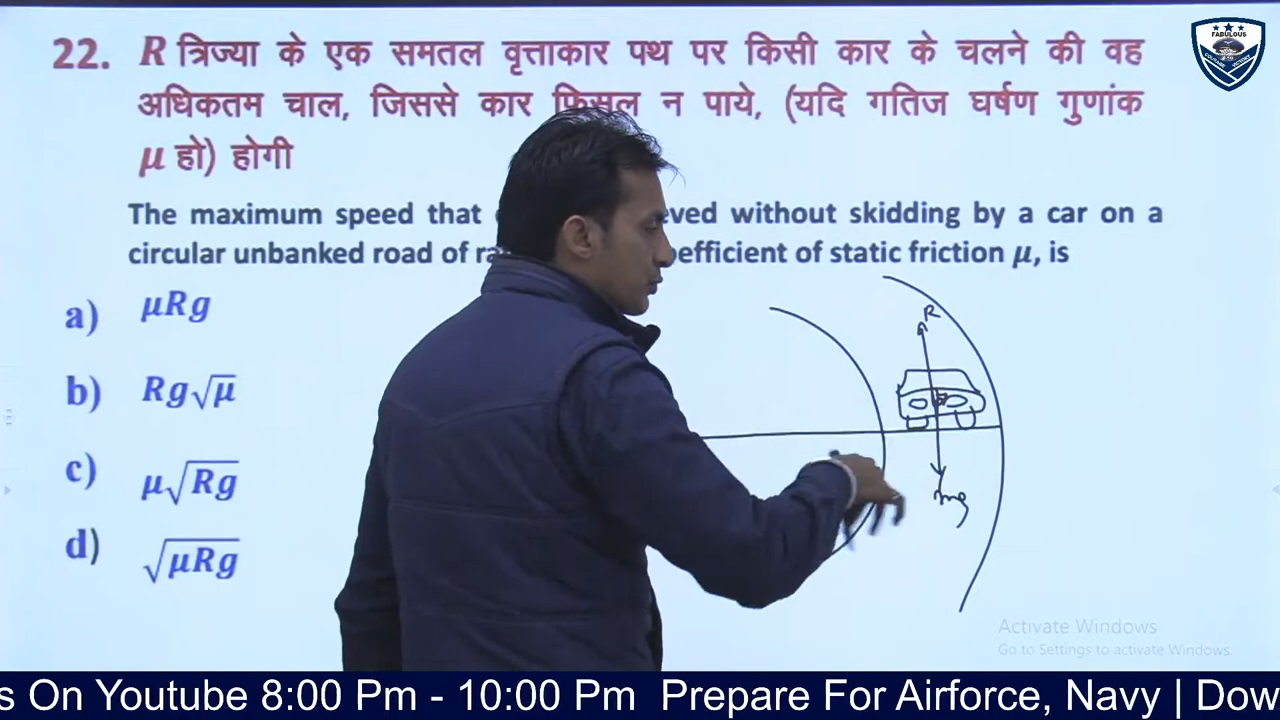 22. R त्रिज्या के एक समतल वृत्ताकार पथ पर किसी कार के चलने की वह
अधिकतम चाल, जिससे कार फिसल न पाये, (यदि गतिज घर्षण गुणांक
μ हो) होगी
The maximum speed that eved without skidding by a car on a
circular unbanked road of ra oefficient of static friction μ, is
a) μRg
b) Rg√μ
c) μ√Rg
d) √μRg
R
mg
FABULOUS
Activate Windows
Go to Settings to activate Windows.
s On Youtube 8:00 Pm - 10:00 Pm Prepare For Airforce, Navy | Dow